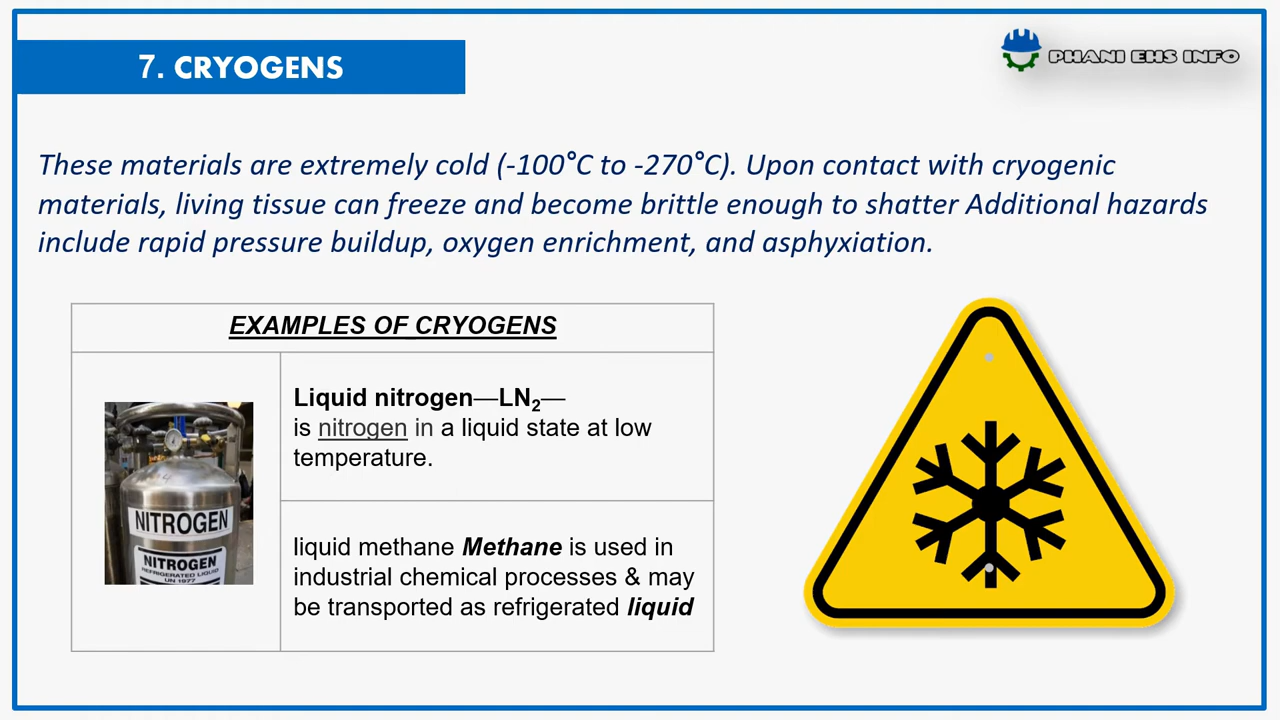 7. CRYOGENS
PHANI EHS INFO
These materials are extremely cold (-100°C to -270°C). Upon contact with cryogenic
materials, living tissue can freeze and become brittle enough to shatter Additional hazards
include rapid pressure buildup, oxygen enrichment, and asphyxiation.
EXAMPLES OF CRYOGENS
NITROGEN
NITROGEN
REFRIGERATED LIQUID
UN 1977
Liquid nitrogen—LN₂—
is nitrogen in a liquid state at low
temperature.
liquid methane Methane is used in
industrial chemical processes & may
be transported as refrigerated liquid